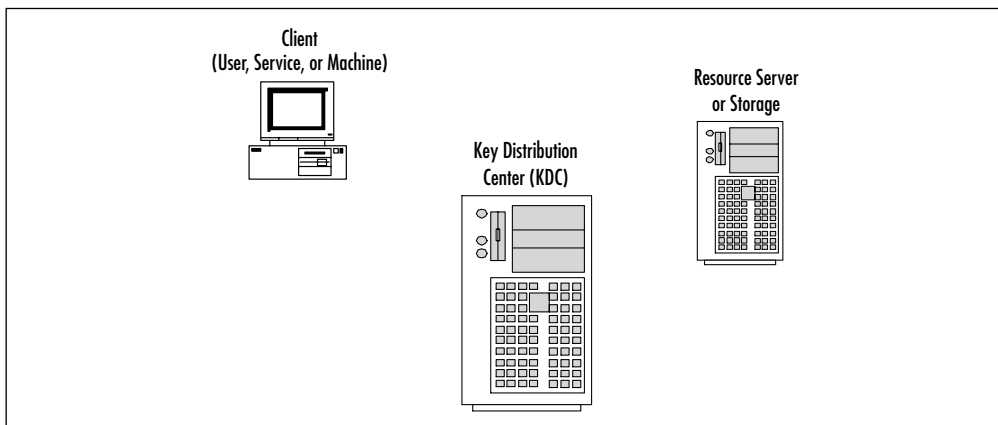 Client
(User, Service, or Machine)
Resource Server
or Storage
Key Distribution
Center (KDC)